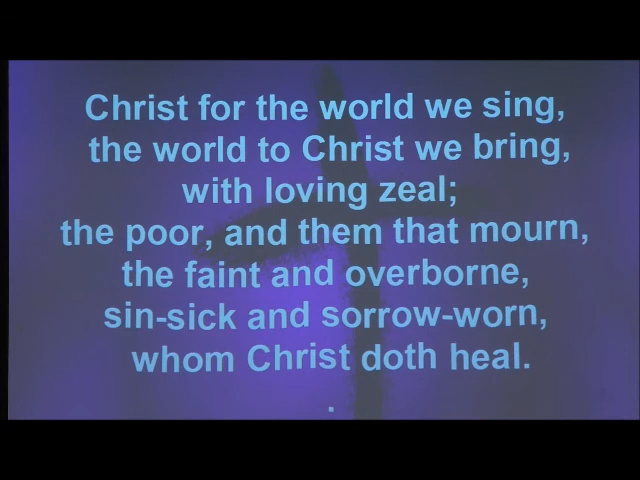 Christ for the world we sing,
the world to Christ we bring,
with loving zeal;
the poor, and them that mourn,
the faint and overborne,
sin-sick and sorrow-worn,
whom Christ doth heal.
.